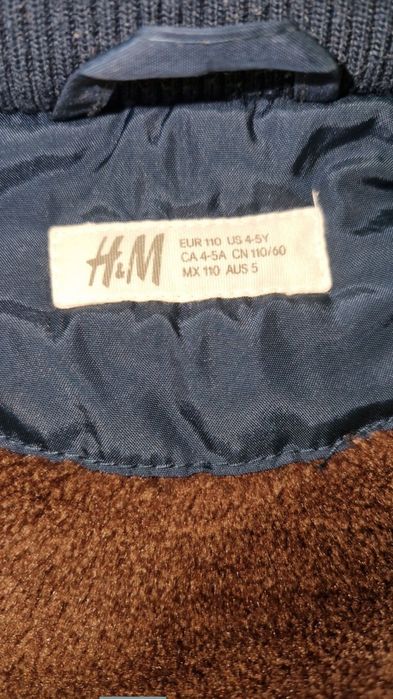 H&M
EUR 110 US 4-5Y
CA 4-5A CN 110/60
MX 110 AUS 5